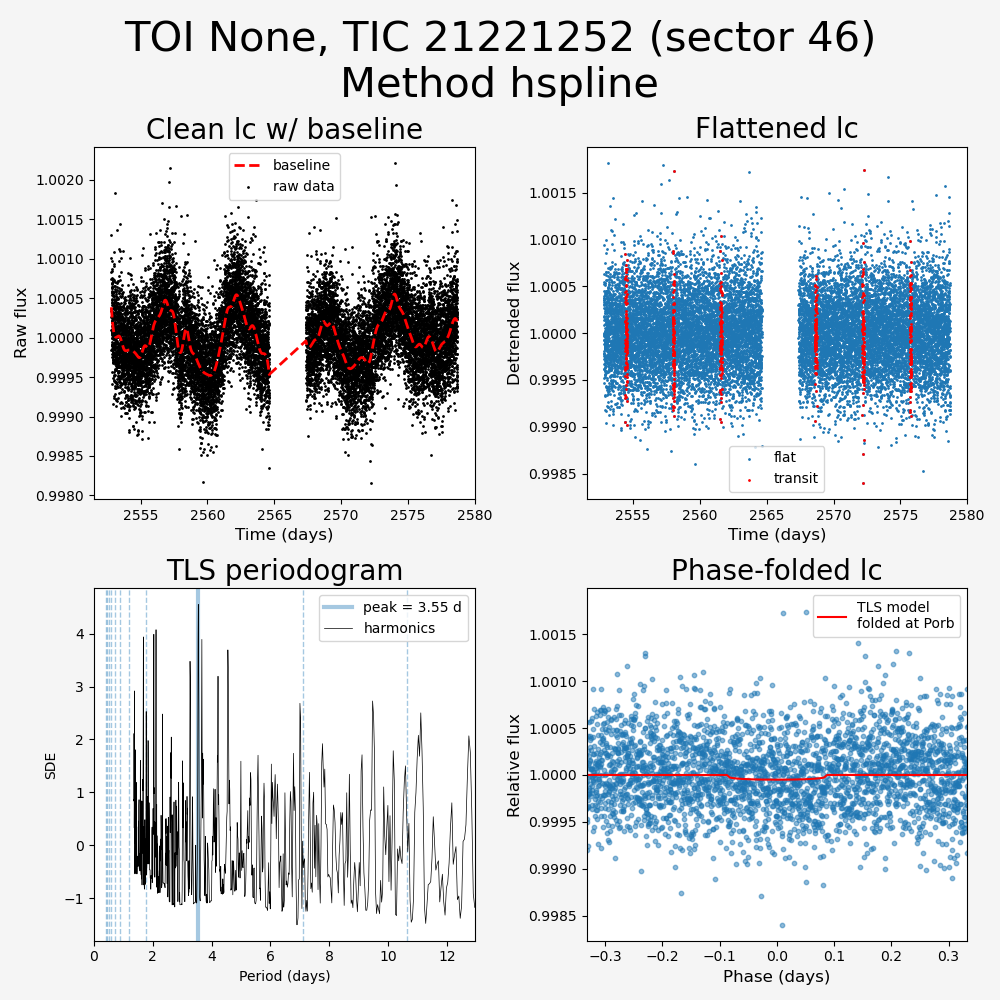 TOI None, TIC 21221252 (sector 46)
Method hspline
Clean lc w/ baseline
baseline
raw data
1.0020
1.0015
1.0010
1.0005
1.0000
0.9995
0.9990
0.9985
0.9980
Raw flux
2555
2560
2565
2570
2575
2580
Time (days)
Flattened lc
1.0015
1.0010
1.0005
1.0000
0.9995
0.9990
0.9985
Detrended flux
flat
transit
2555
2560
2565
2570
2575
2580
Time (days)
TLS periodogram
peak = 3.55 d
harmonics
4
3
2
1
0
−1
SDE
0
2
4
6
8
10
12
Period (days)
Phase-folded lc
TLS model
folded at Porb
1.0015
1.0010
1.0005
1.0000
0.9995
0.9990
0.9985
Relative flux
−0.3
−0.2
−0.1
0.0
0.1
0.2
0.3
Phase (days)